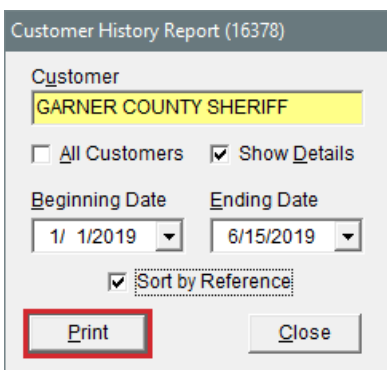 Customer History Report (16378)
Customer
GARNER COUNTY SHERIFF
All Customers Show Details
Beginning Date Ending Date
1/ 1/2019 6/15/2019
Sort by Reference
Print Close